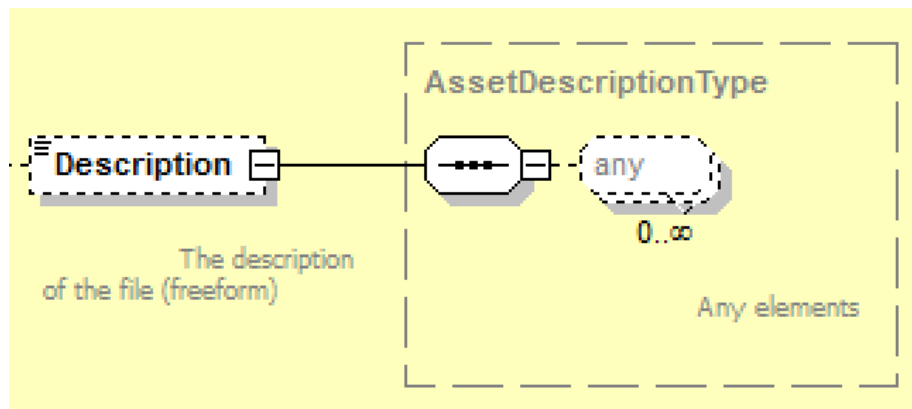 AssetDescriptionType
Description
any
0..∞
The description
of the file (freeform)
Any elements